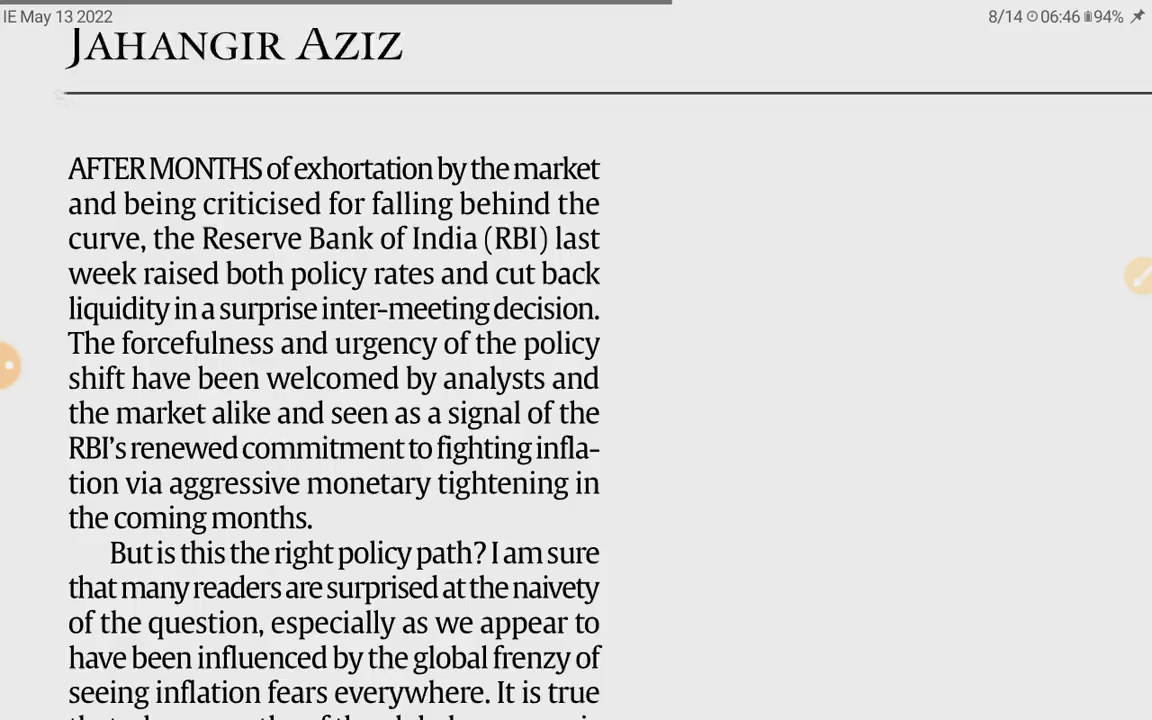 IE May 13 2022
8/14 06:46 94%
JAHANGIR AZIZ
AFTER MONTHS of exhortation by the market
and being criticised for falling behind the
curve, the Reserve Bank of India (RBI) last
week raised both policy rates and cut back
liquidity in a surprise inter-meeting decision.
The forcefulness and urgency of the policy
shift have been welcomed by analysts and
the market alike and seen as a signal of the
RBI's renewed commitment to fighting infla-
tion via aggressive monetary tightening in
the coming months.
But is this the right policy path? I am sure
that many readers are surprised at the naivety
of the question, especially as we appear to
have been influenced by the global frenzy of
seeing inflation fears everywhere. It is true